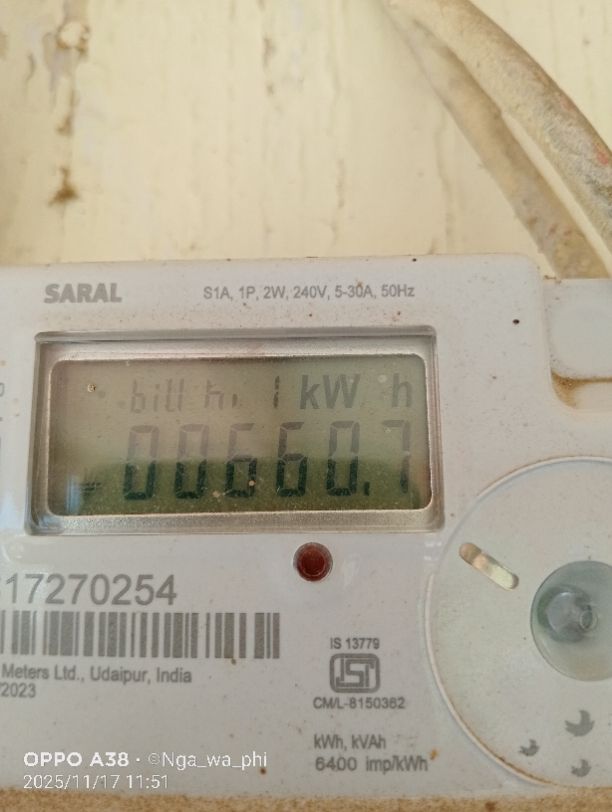 SARAL S1A, 1P, 2W, 240V, 5-30A, 50Hz
bill hi 1 kW h
00660.7
17270254
Meters Ltd., Udaipur, India
/2023
IS 13779
ISI
CM/L-8150362
kWh, kVAh
6400 imp/kWh
OPPO A38 · ©Nga_wa_phi
2025/11/17 11:51